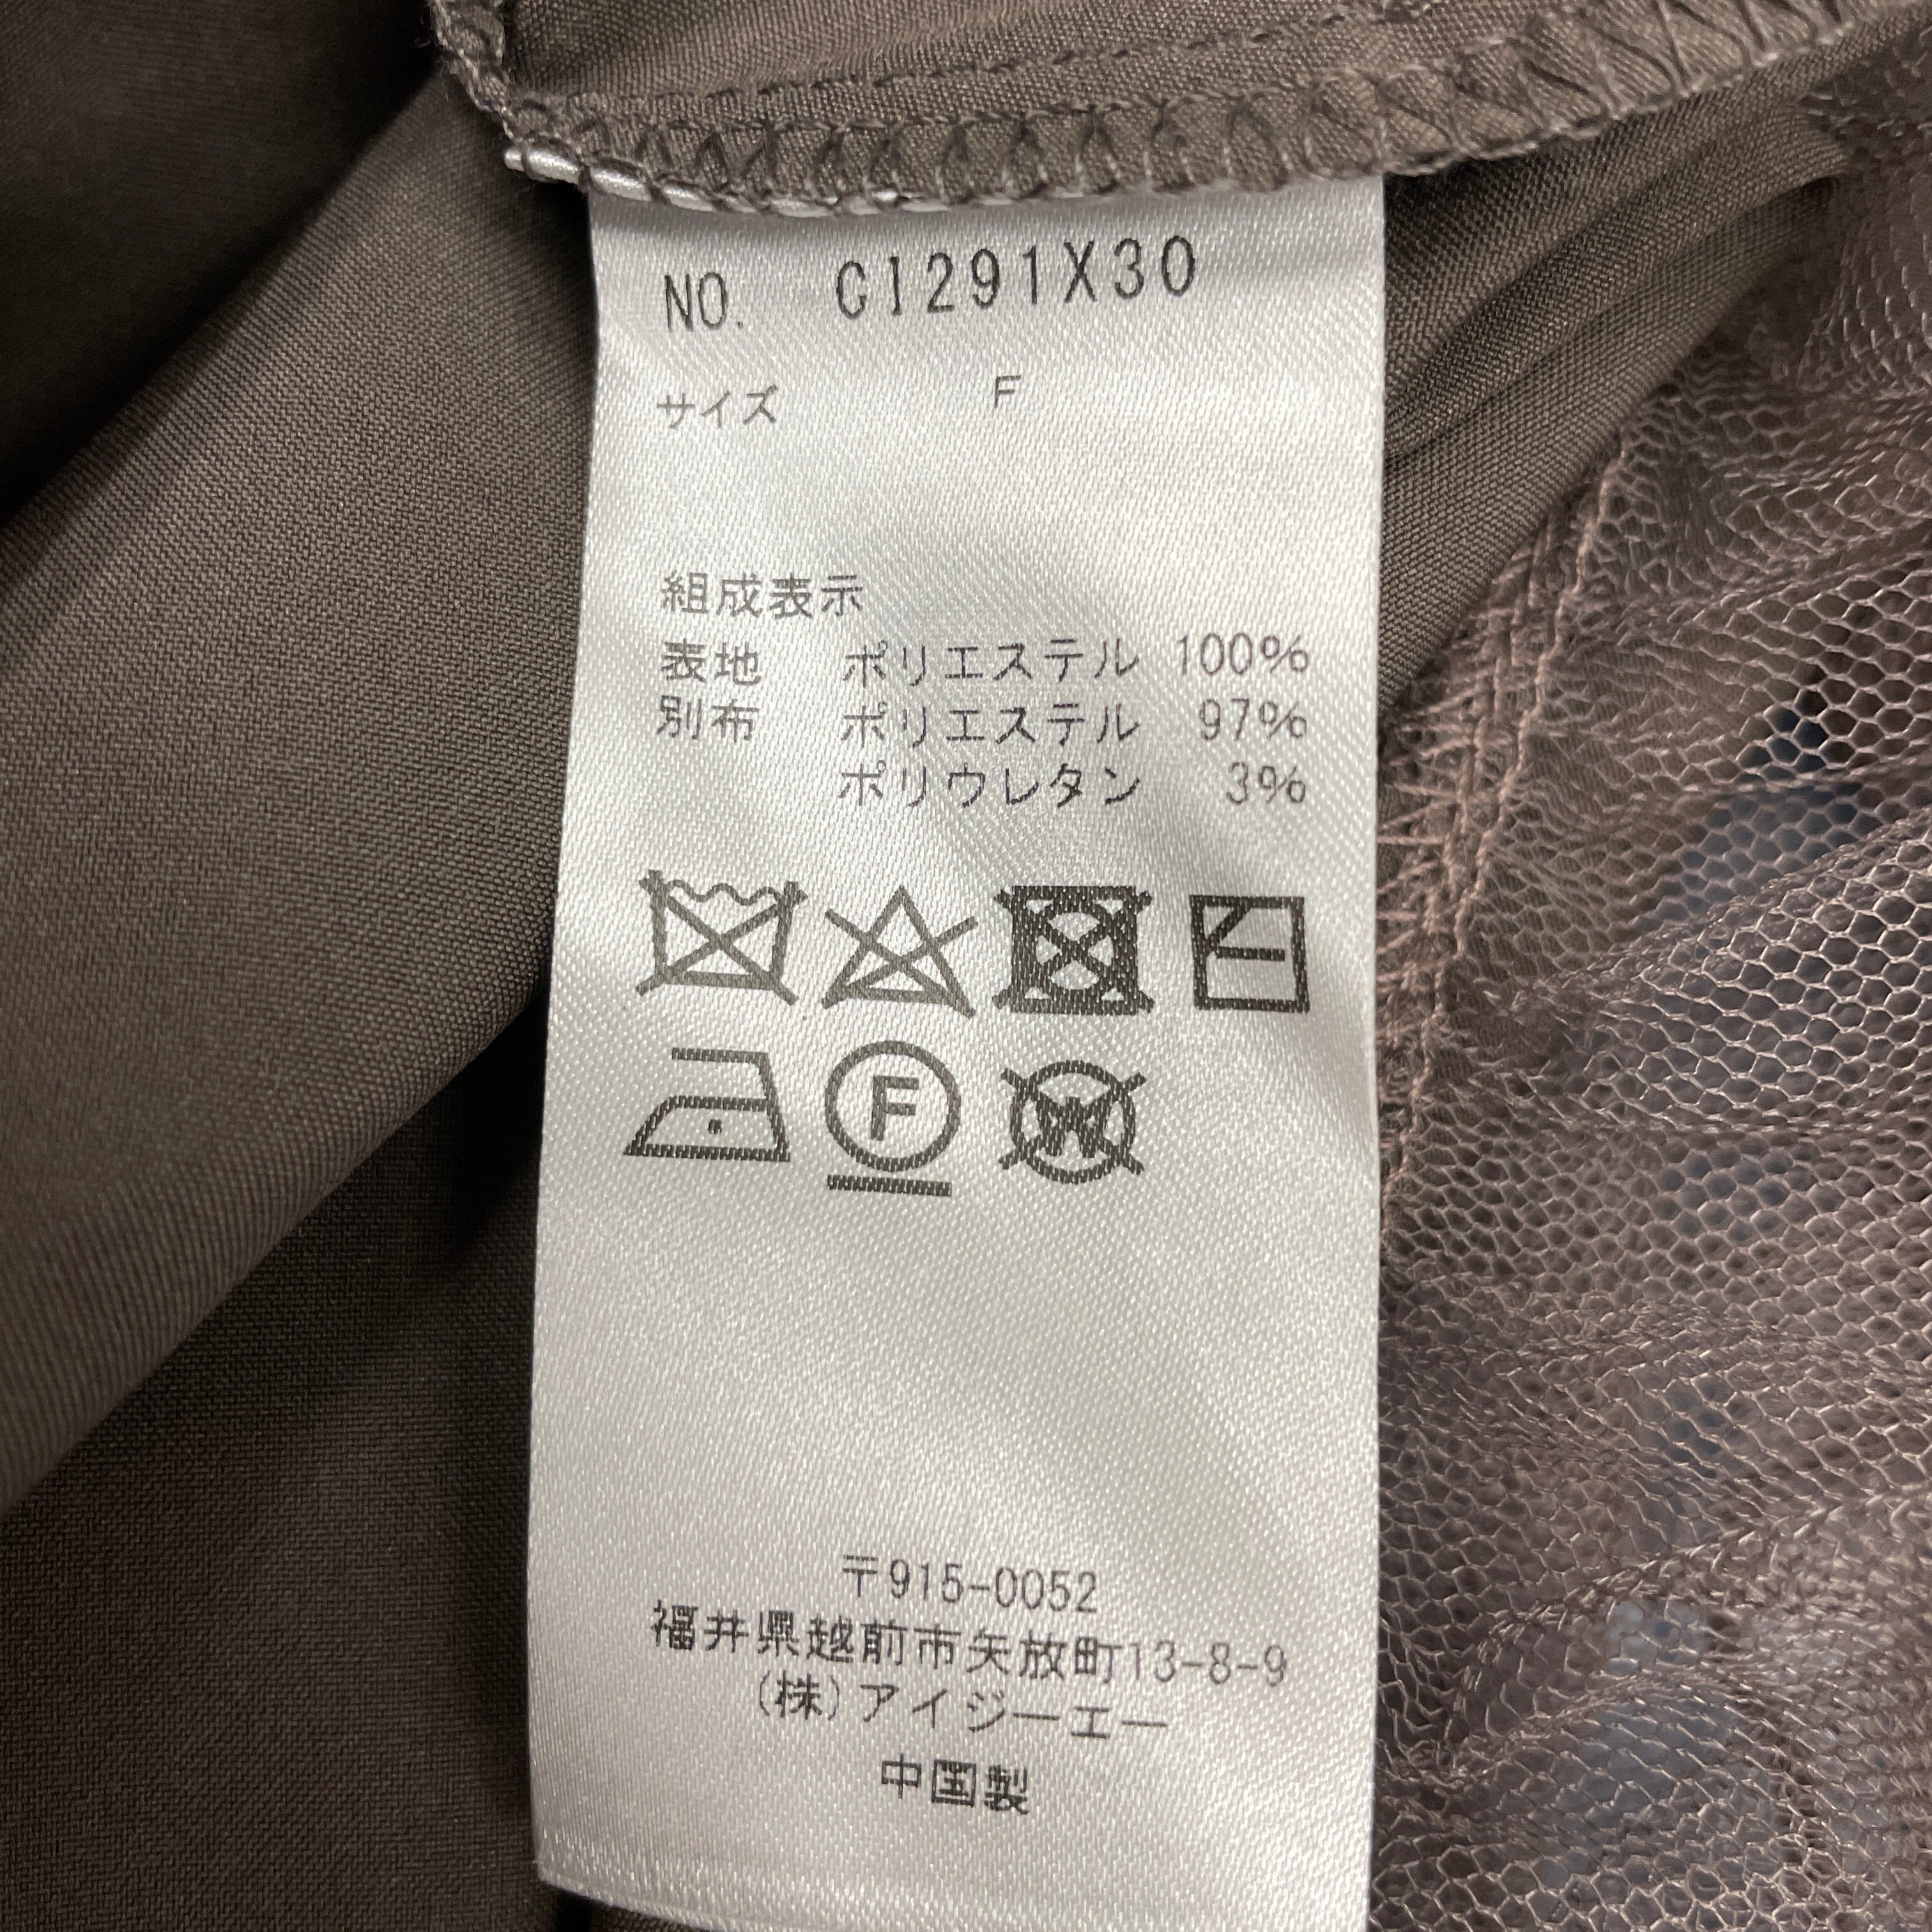 NO. CI291X30
サイズ F
組成表示
表地 ポリエステル 100%
別布 ポリエステル 97%
ポリウレタン 3%
F
W
〒915-0052
福井県越前市矢放町13-8-9
(株)アイジーエー
中国製